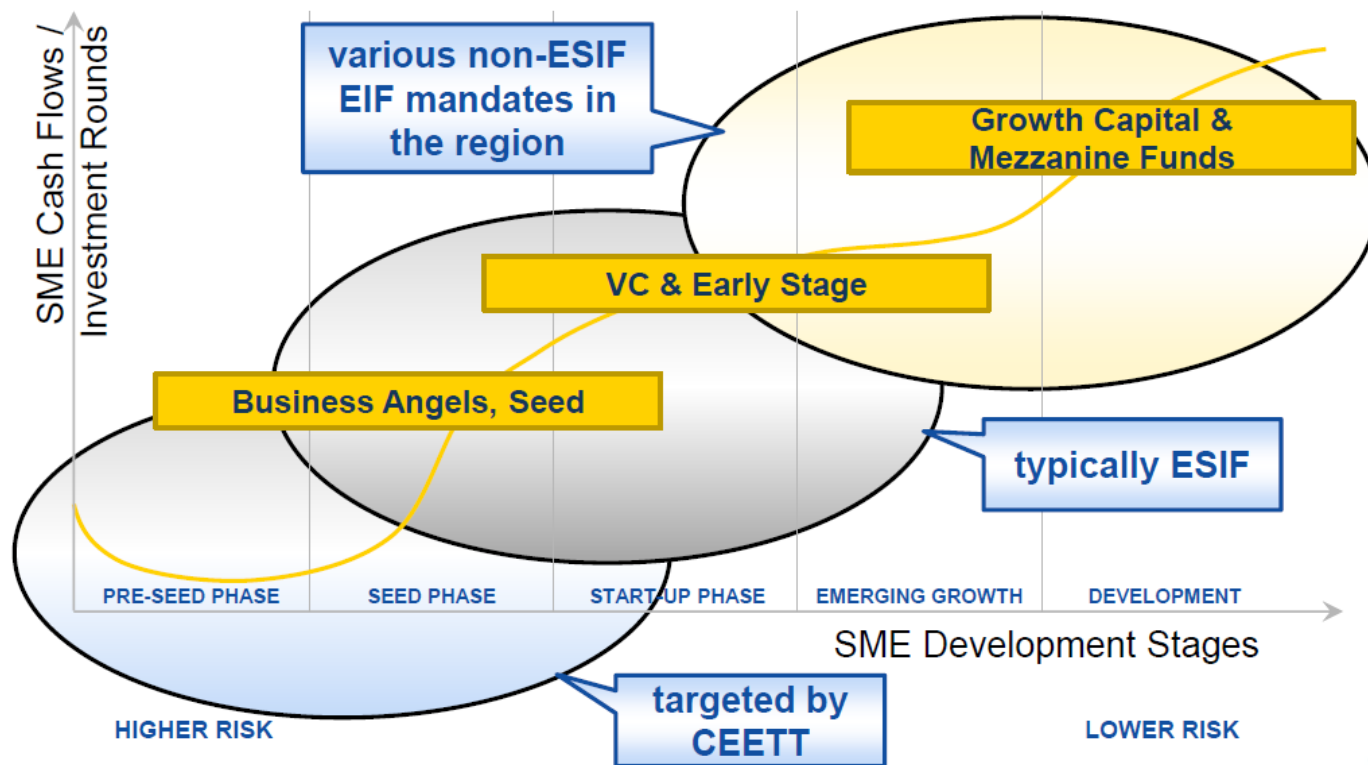 SME Cash Flows /
Investment Rounds
various non-ESIF
EIF mandates in
the region
Growth Capital &
Mezzanine Funds
VC & Early Stage
Business Angels, Seed
typically ESIF
PRE-SEED PHASE
SEED PHASE
START-UP PHASE
EMERGING GROWTH
DEVELOPMENT
SME Development Stages
targeted by
CEETT
HIGHER RISK
LOWER RISK